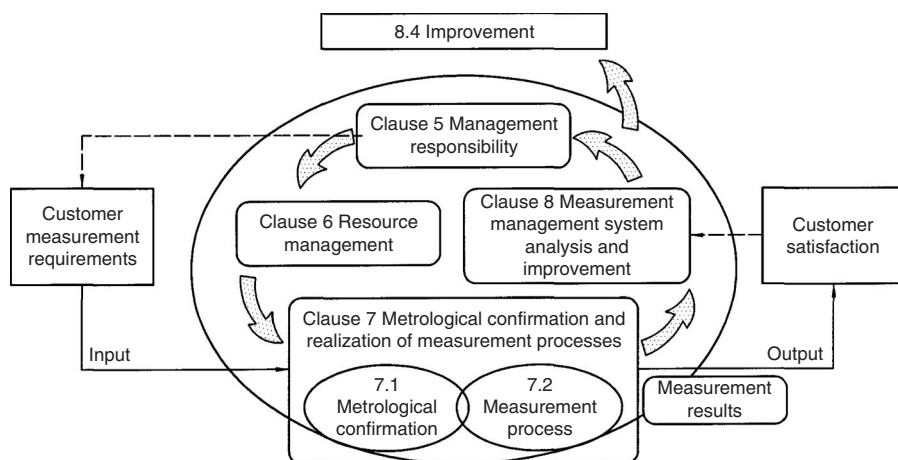 8.4 Improvement
Clause 5 Management
responsibility
Customer
measurement
requirements
Clause 6 Resource
management
Clause 8 Measurement
management system
analysis and
improvement
Customer
satisfaction
Clause 7 Metrological confirmation and
realization of measurement processes
Input
Output
7.1
Metrological
confirmation
7.2
Measurement
process
Measurement
results